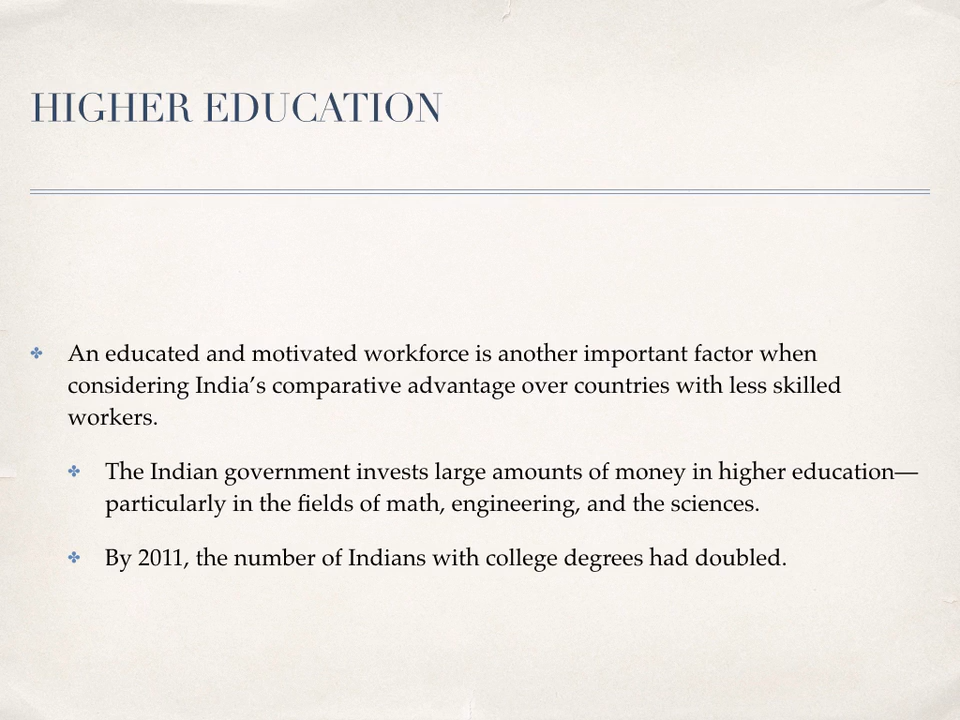 HIGHER EDUCATION
An educated and motivated workforce is another important factor when
considering India’s comparative advantage over countries with less skilled
workers.
The Indian government invests large amounts of money in higher education—
particularly in the fields of math, engineering, and the sciences.
By 2011, the number of Indians with college degrees had doubled.